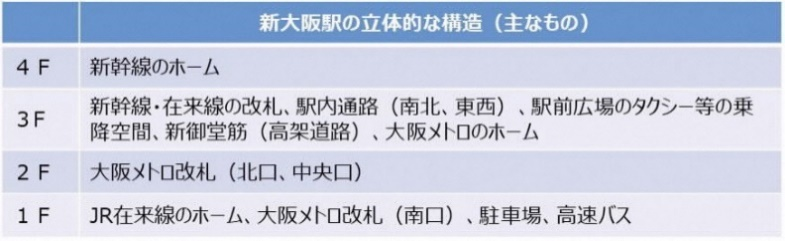 新大阪駅の立体的な構造（主なもの）
４Ｆ 新幹線のホーム
３Ｆ 新幹線・在来線の改札、駅内通路（南北、東西）、駅前広場のタクシー等の乗
降空間、新御堂筋（高架道路）、大阪メトロのホーム
２Ｆ 大阪メトロ改札（北口、中央口）
１Ｆ JR在来線のホーム、大阪メトロ改札（南口）、駐車場、高速バス